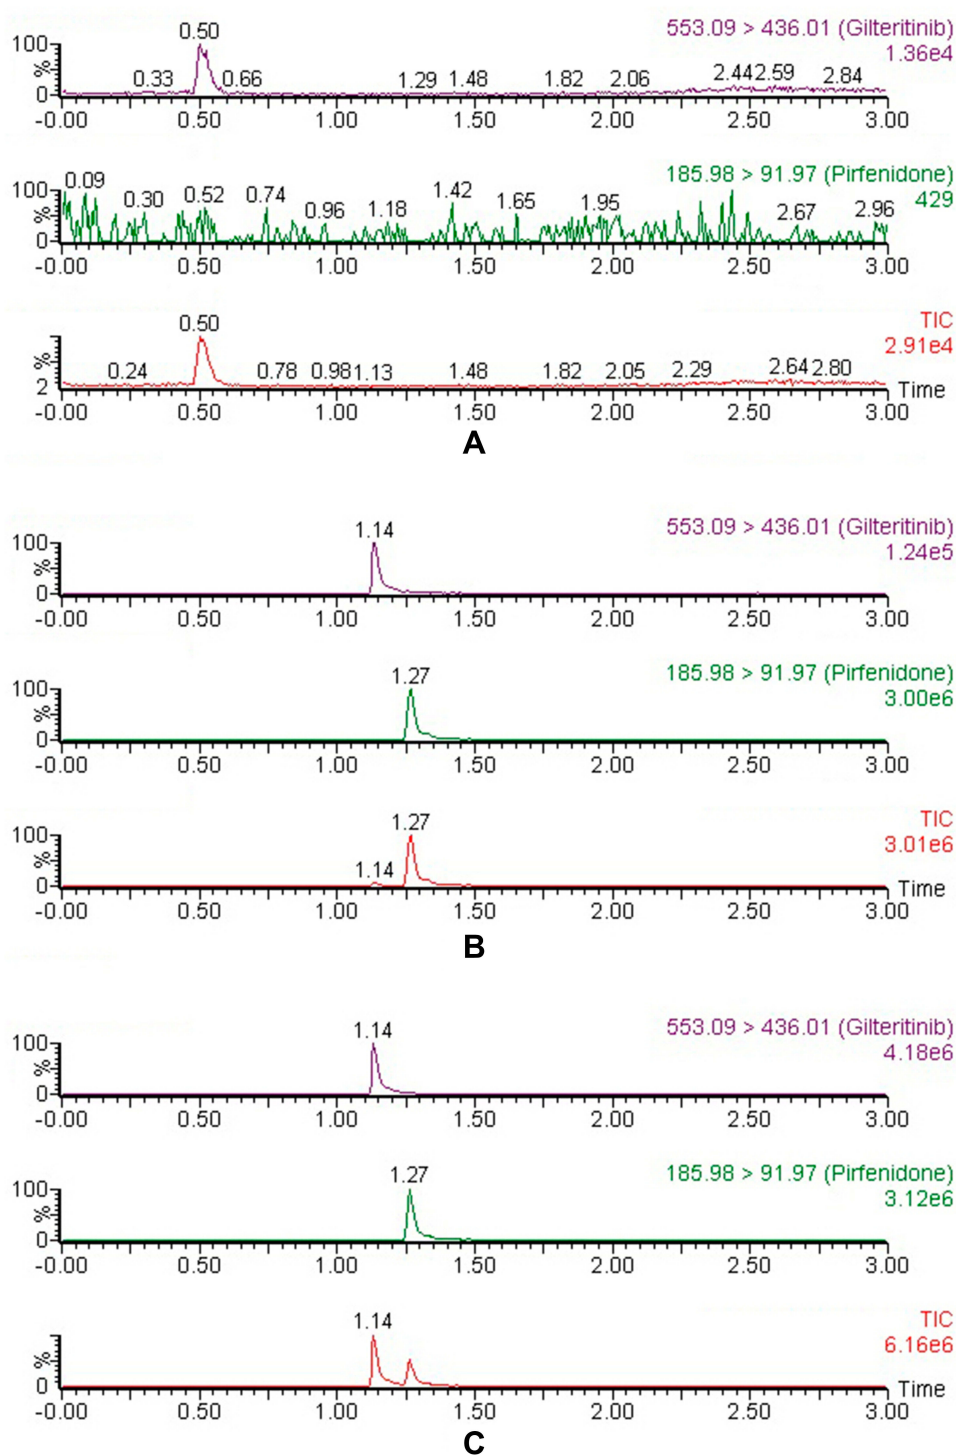 553.09 > 436.01 (Gilteritinib)
1.36e4
0.50
100
%
0.33 0.66 1.29 1.48 1.82 2.06 2.44 2.59 2.84
0
-0.00 0.50 1.00 1.50 2.00 2.50 3.00
185.98 > 91.97 (Pirfenidone)
429
100
%
0.09 0.30 0.52 0.74 0.96 1.18 1.42 1.65 1.95 2.67 2.96
0
-0.00 0.50 1.00 1.50 2.00 2.50 3.00
TIC
2.91e4
0.50
%
0.24 0.78 0.98 1.13 1.48 1.82 2.05 2.29 2.64 2.80
2
Time
-0.00 0.50 1.00 1.50 2.00 2.50 3.00
A
553.09 > 436.01 (Gilteritinib)
1.24e5
1.14
100
%
0
-0.00 0.50 1.00 1.50 2.00 2.50 3.00
185.98 > 91.97 (Pirfenidone)
3.00e6
1.27
100
%
0
-0.00 0.50 1.00 1.50 2.00 2.50 3.00
TIC
3.01e6
1.27
100
%
1.14
0
Time
-0.00 0.50 1.00 1.50 2.00 2.50 3.00
B
553.09 > 436.01 (Gilteritinib)
4.18e6
1.14
100
%
0
-0.00 0.50 1.00 1.50 2.00 2.50 3.00
185.98 > 91.97 (Pirfenidone)
3.12e6
1.27
100
%
0
-0.00 0.50 1.00 1.50 2.00 2.50 3.00
TIC
6.16e6
1.14
%
0
Time
-0.00 0.50 1.00 1.50 2.00 2.50 3.00
C